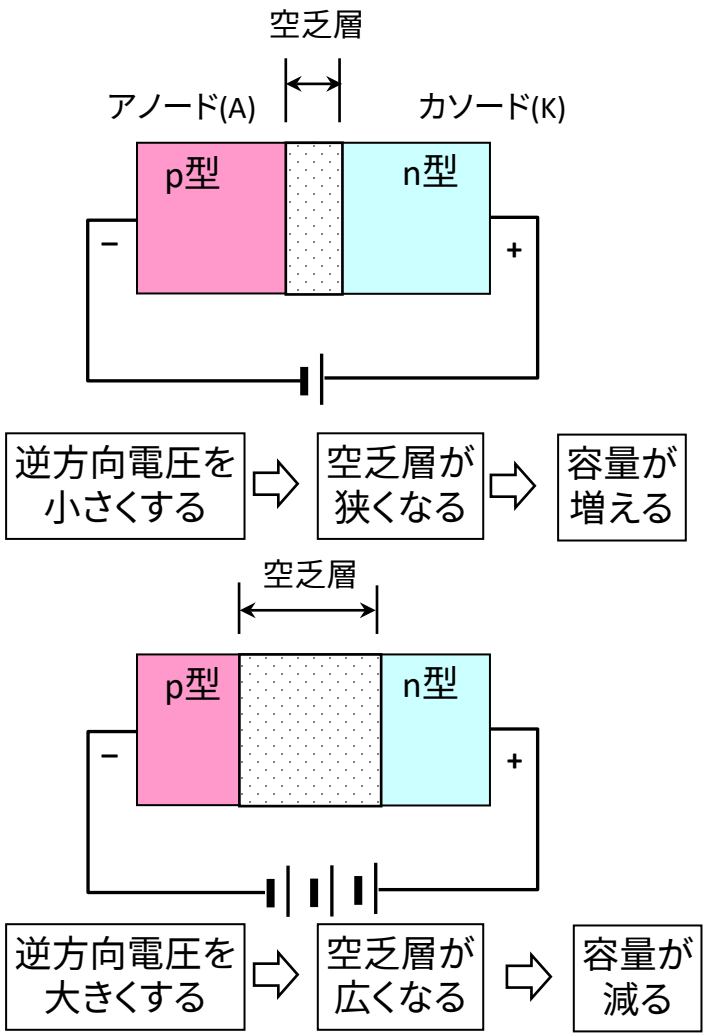 空乏層
アノード(A)
カソード(K)
p型
n型
−
+
逆方向電圧を
小さくする
空乏層が
狭くなる
容量が
増える
空乏層
p型
n型
−
+
逆方向電圧を
大きくする
空乏層が
広くなる
容量が
減る